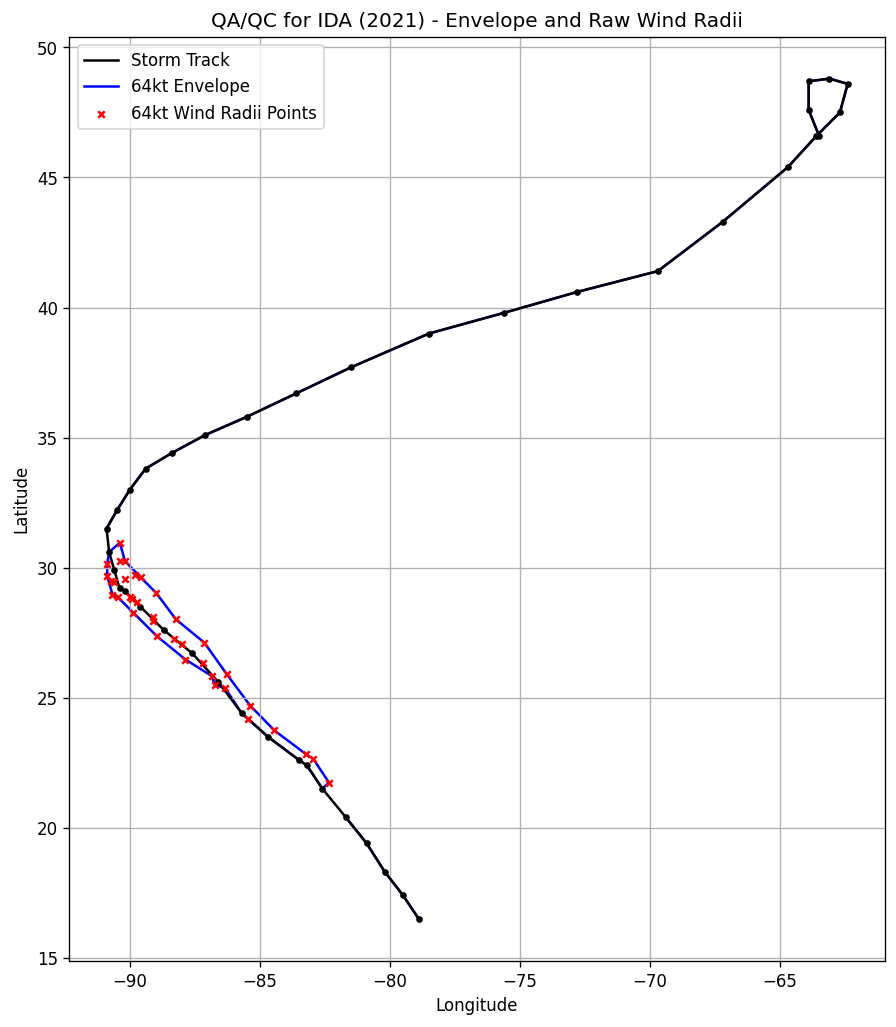 QA/QC for IDA (2021) - Envelope and Raw Wind Radii
Storm Track
64kt Envelope
64kt Wind Radii Points
50
45
40
35
30
25
20
15
Latitude
−90
−85
−80
−75
−70
−65
Longitude